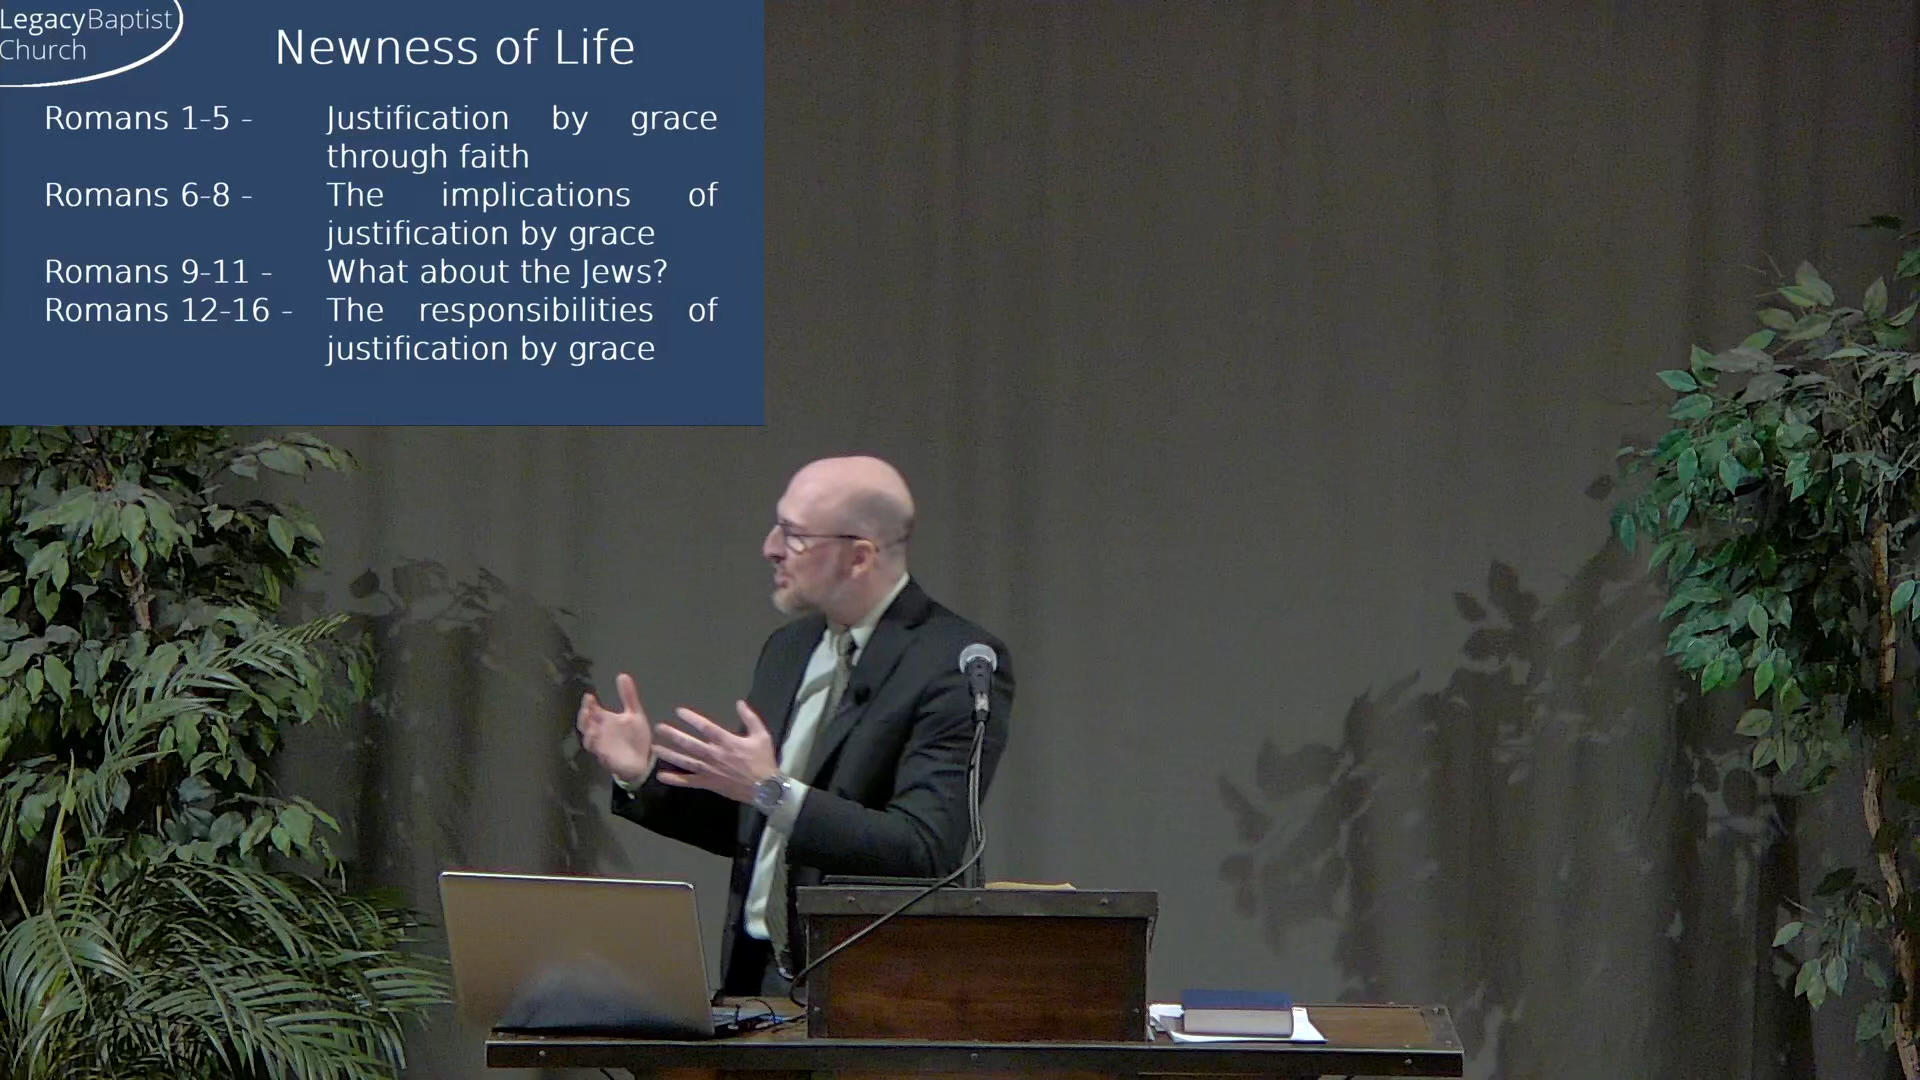 LegacyBaptist
Church
Newness of Life
Romans 1-5 - Justification by grace
through faith
Romans 6-8 - The implications of
justification by grace
Romans 9-11 - What about the Jews?
Romans 12-16 - The responsibilities of
justification by grace